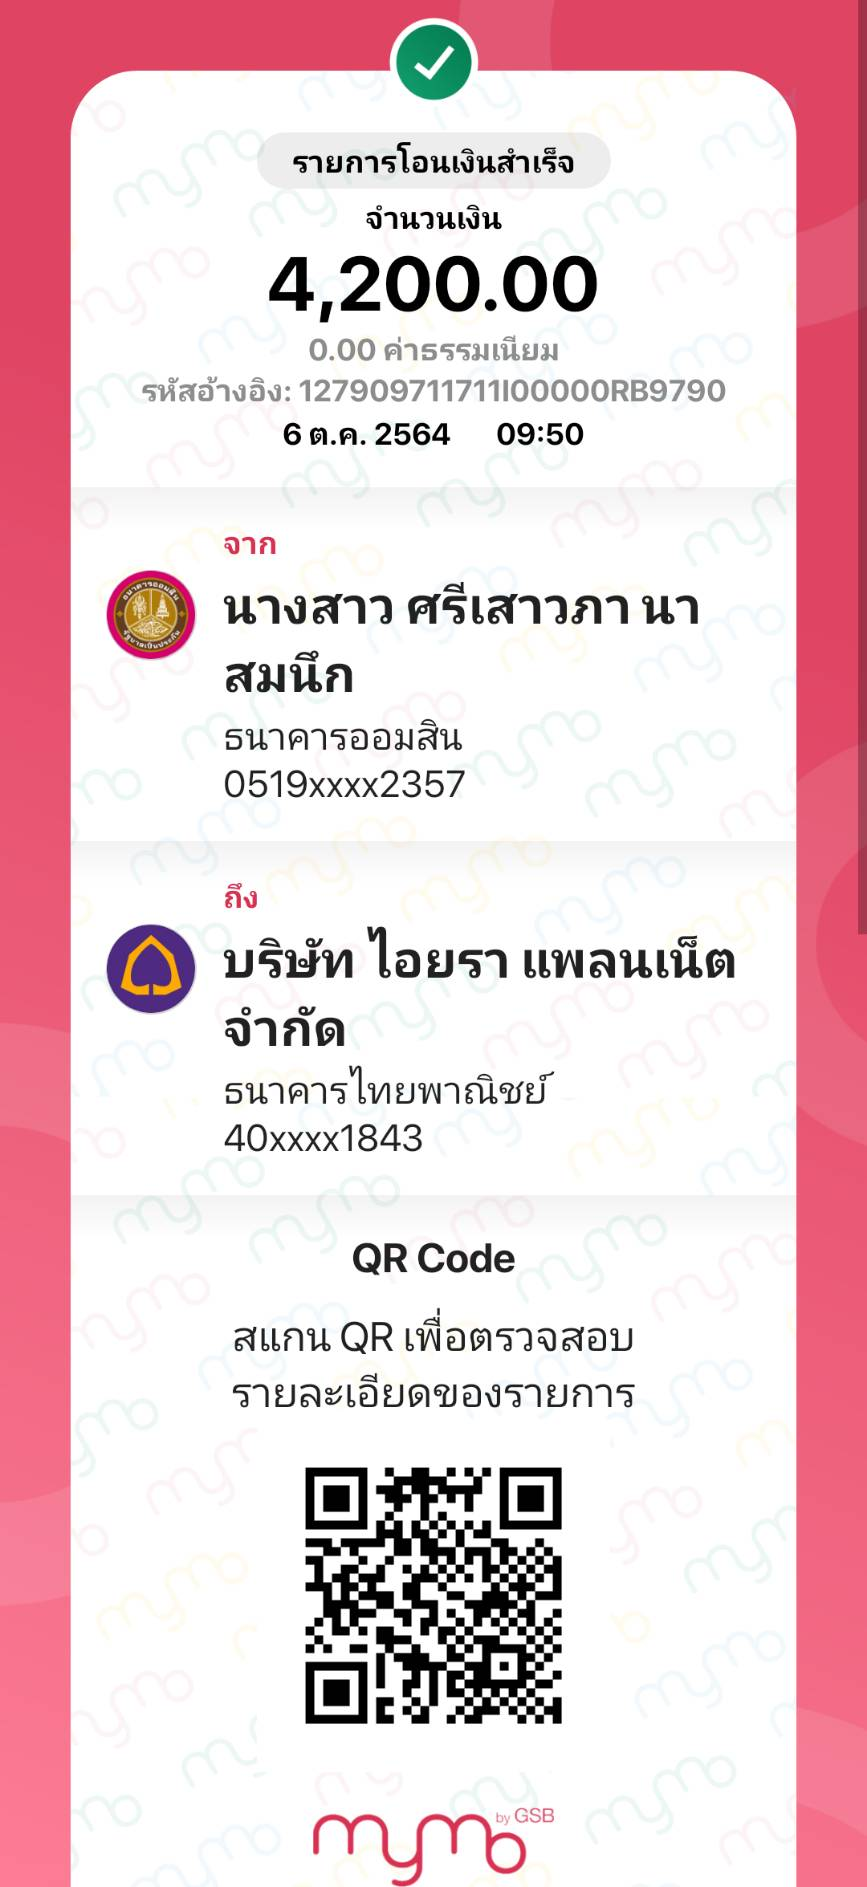 รายการโอนเงินสำเร็จ
จำนวนเงิน
4,200.00
0.00 ค่าธรรมเนียม
รหัสอ้างอิง: 127909711711I00000RB9790
6 ต.ค. 2564 09:50
จาก
นางสาว ศรีเสาวภา นา
สมนึก
ธนาคารออมสิน
0519xxxx2357
ถึง
บริษัท ไอยรา แพลนเน็ต
จำกัด
ธนาคารไทยพาณิชย์
40xxxx1843
QR Code
สแกน QR เพื่อตรวจสอบ
รายละเอียดของรายการ
mymo by GSB